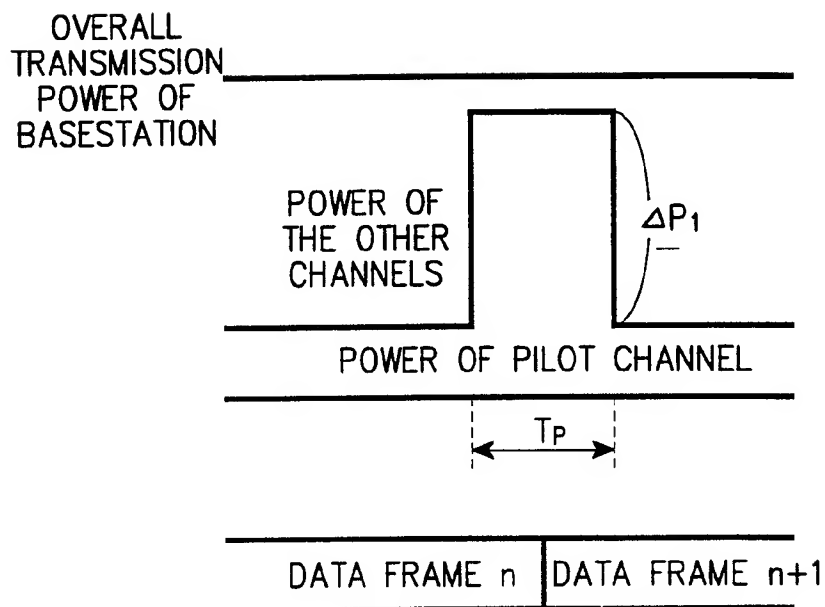 OVERALL
TRANSMISSION
POWER OF
BASESTATION
POWER OF
THE OTHER
CHANNELS
△P1
POWER OF PILOT CHANNEL
TP
DATA FRAME n
DATA FRAME n+1